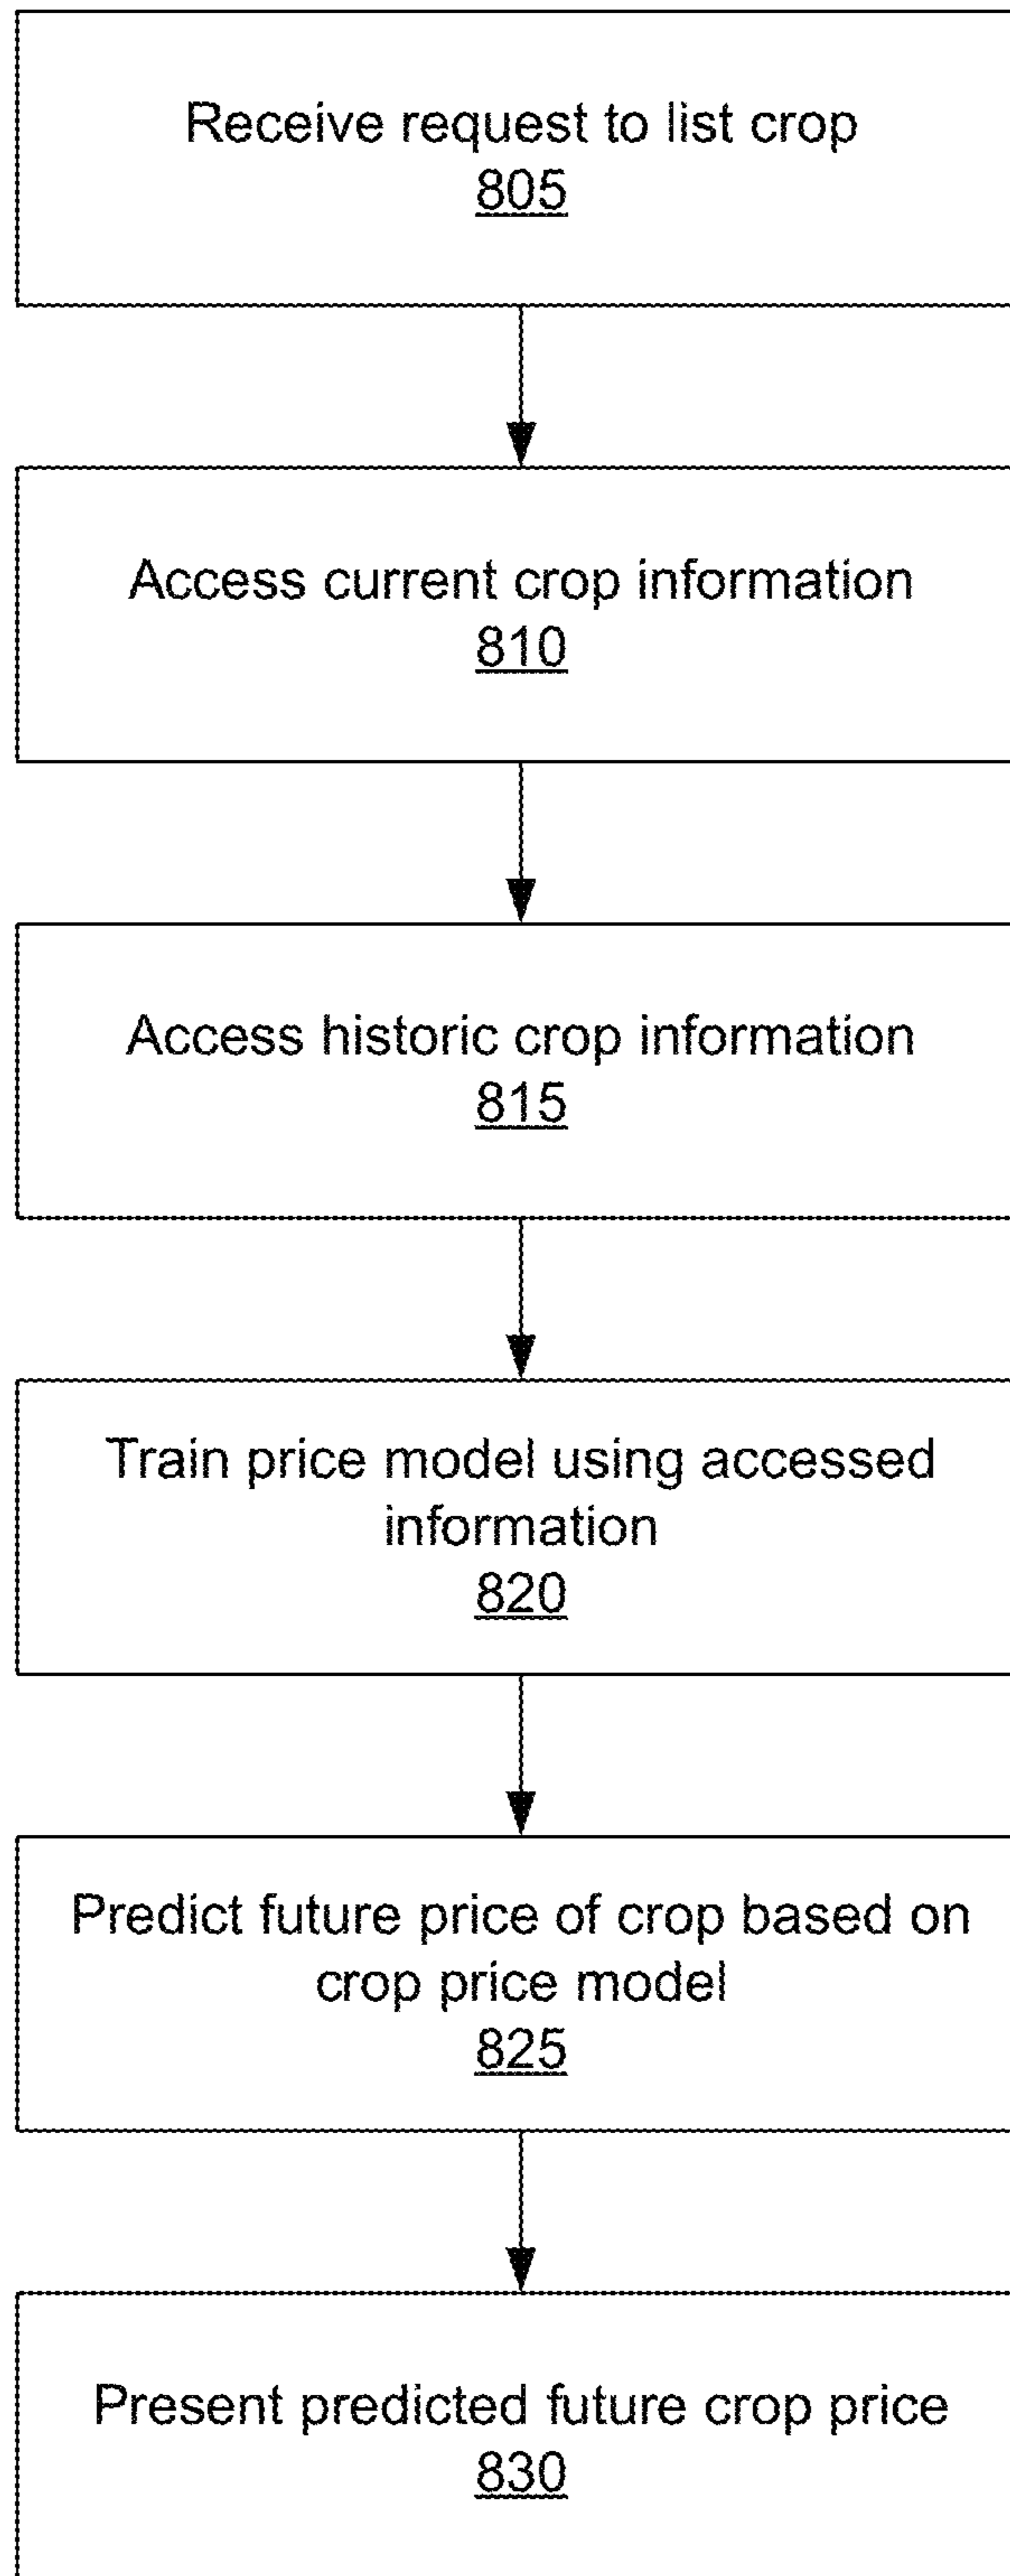 Receive request to list crop
805
Access current crop information
810
Access historic crop information
815
Train price model using accessed
information
820
Predict future price of crop based on
crop price model
825
Present predicted future crop price
830